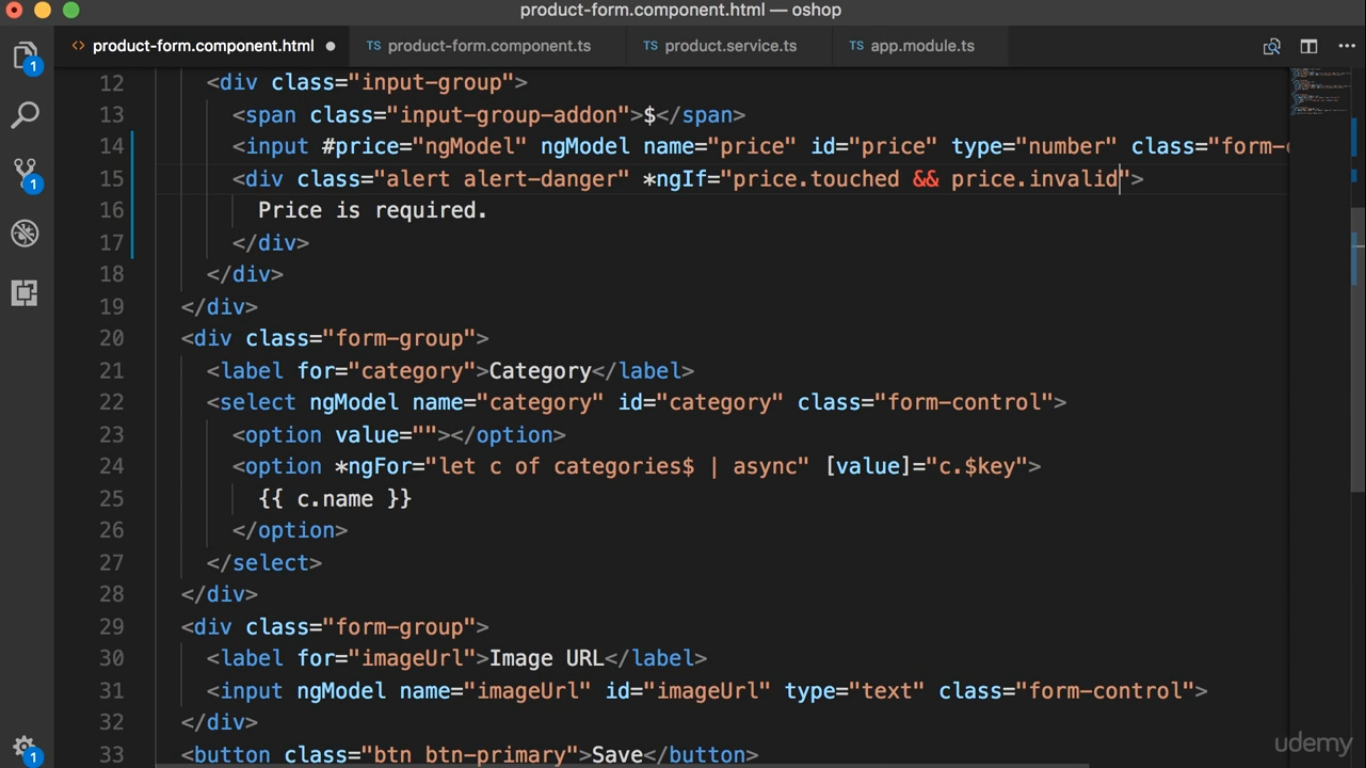 product-form.component.html — oshop
<> product-form.component.html ● TS product-form.component.ts TS product.service.ts TS app.module.ts
1
1
1
12 <div class="input-group">
13 <span class="input-group-addon">$</span>
14 <input #price="ngModel" ngModel name="price" id="price" type="number" class="form-
15 <div class="alert alert-danger" *ngIf="price.touched && price.invalid">
16 Price is required.
17 </div>
18 </div>
19 </div>
20 <div class="form-group">
21 <label for="category">Category</label>
22 <select ngModel name="category" id="category" class="form-control">
23 <option value=""></option>
24 <option *ngFor="let c of categories$ | async" [value]="c.$key">
25 {{ c.name }}
26 </option>
27 </select>
28 </div>
29 <div class="form-group">
30 <label for="imageUrl">Image URL</label>
31 <input ngModel name="imageUrl" id="imageUrl" type="text" class="form-control">
32 </div>
33 <button class="btn btn-primary">Save</button>
udemy